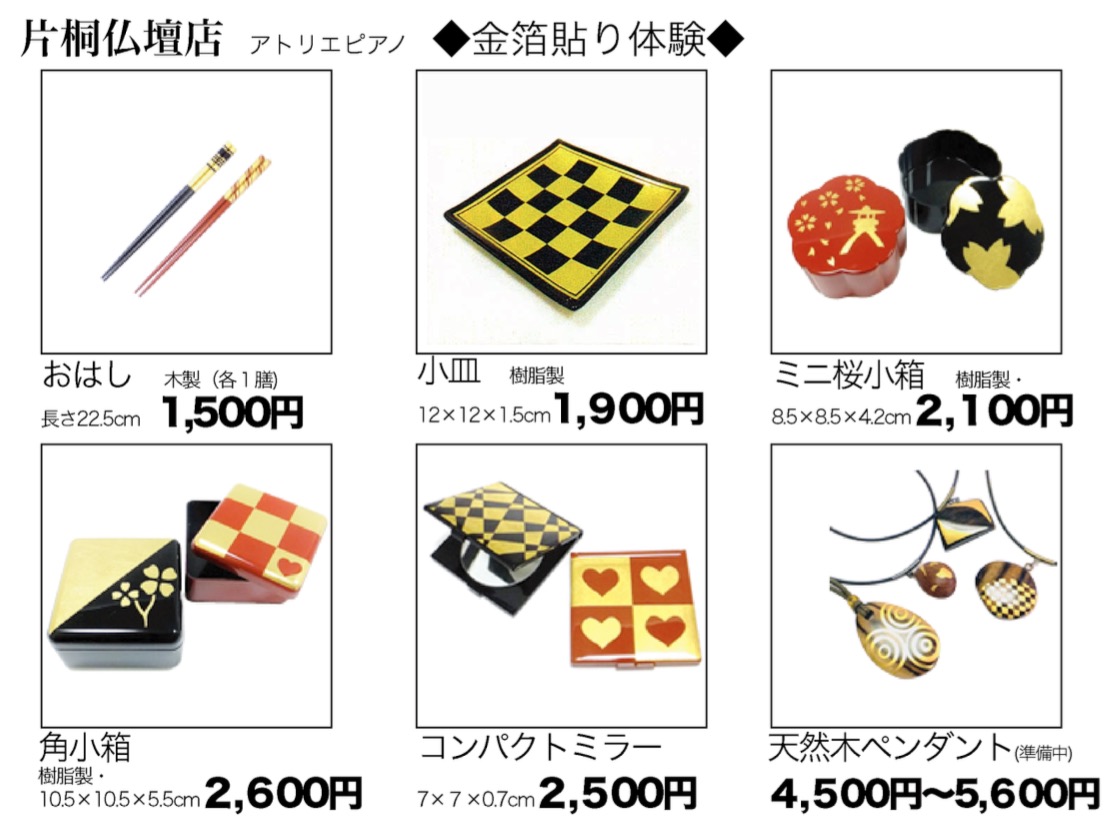 片桐仏壇店 アトリエピアノ ◆金箔貼り体験◆
おはし 木製（各１膳)
長さ22.5cm 1,500円
小皿 樹脂製
12×12×1.5cm 1,900円
ミニ桜小箱 樹脂製・
8.5×8.5×4.2cm 2,100円
角小箱
樹脂製・
10.5×10.5×5.5cm 2,600円
コンパクトミラー
7×７×0.7cm 2,500円
天然木ペンダント(準備中)
4,500円〜5,600円